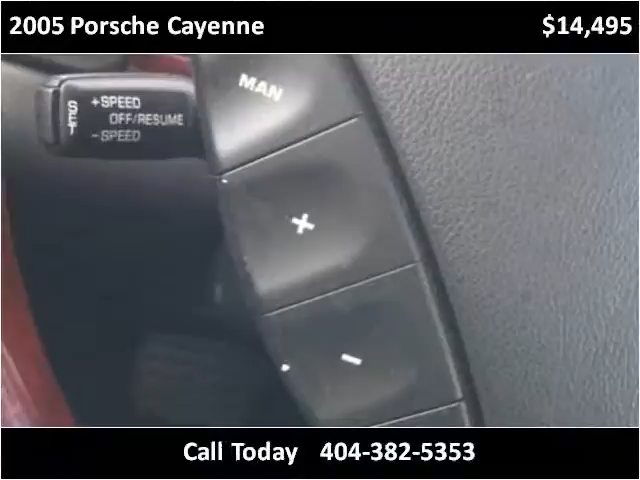 2005 Porsche Cayenne $14,495
MAN
+SPEED
SET OFF/RESUME
-SPEED
+
-
Call Today 404-382-5353